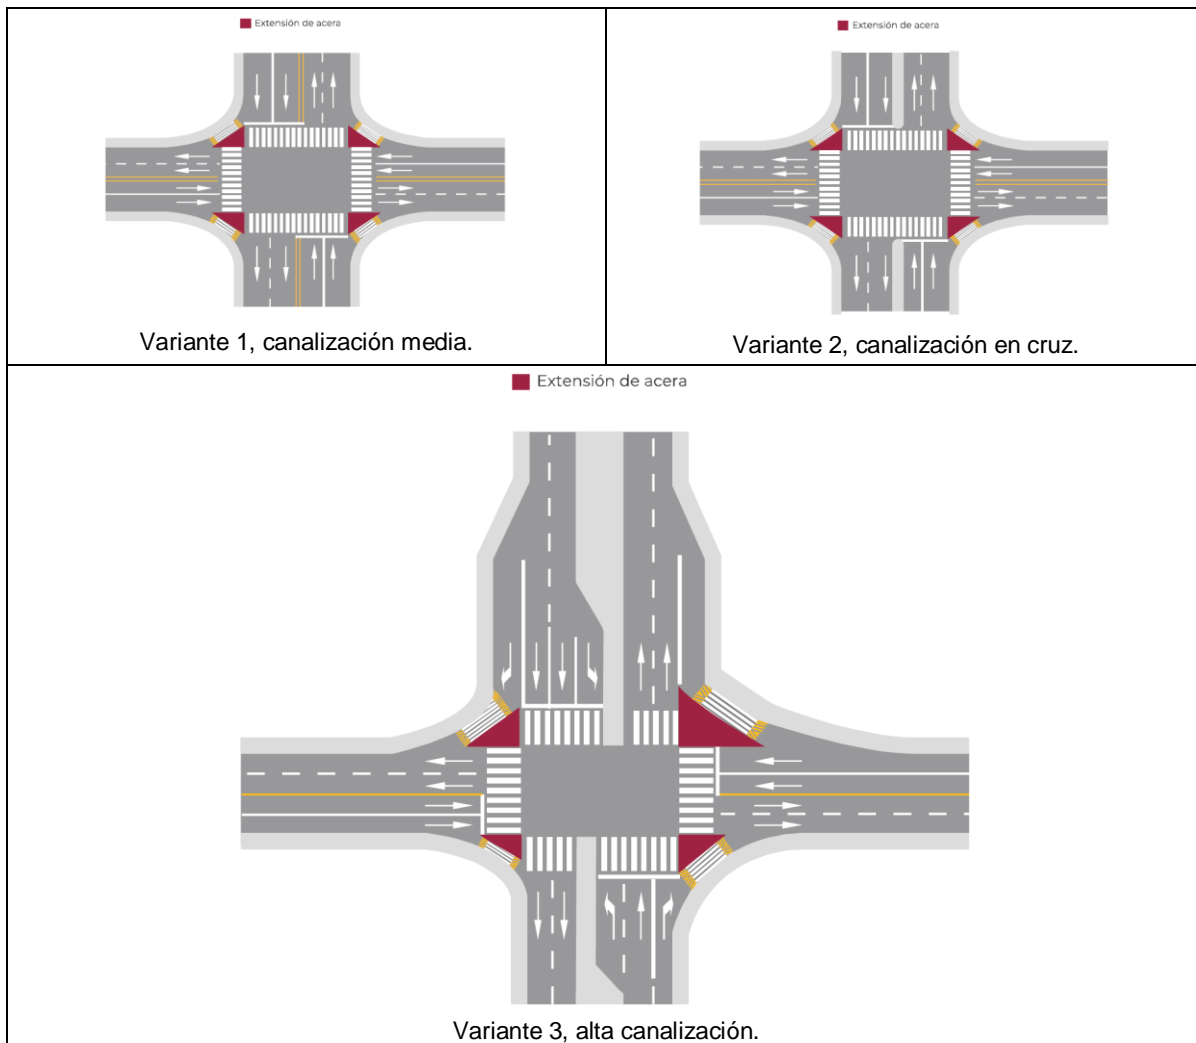 Extensión de acera
Extensión de acera
Variante 1, canalización media.
Variante 2, canalización en cruz.
Extensión de acera
Variante 3, alta canalización.